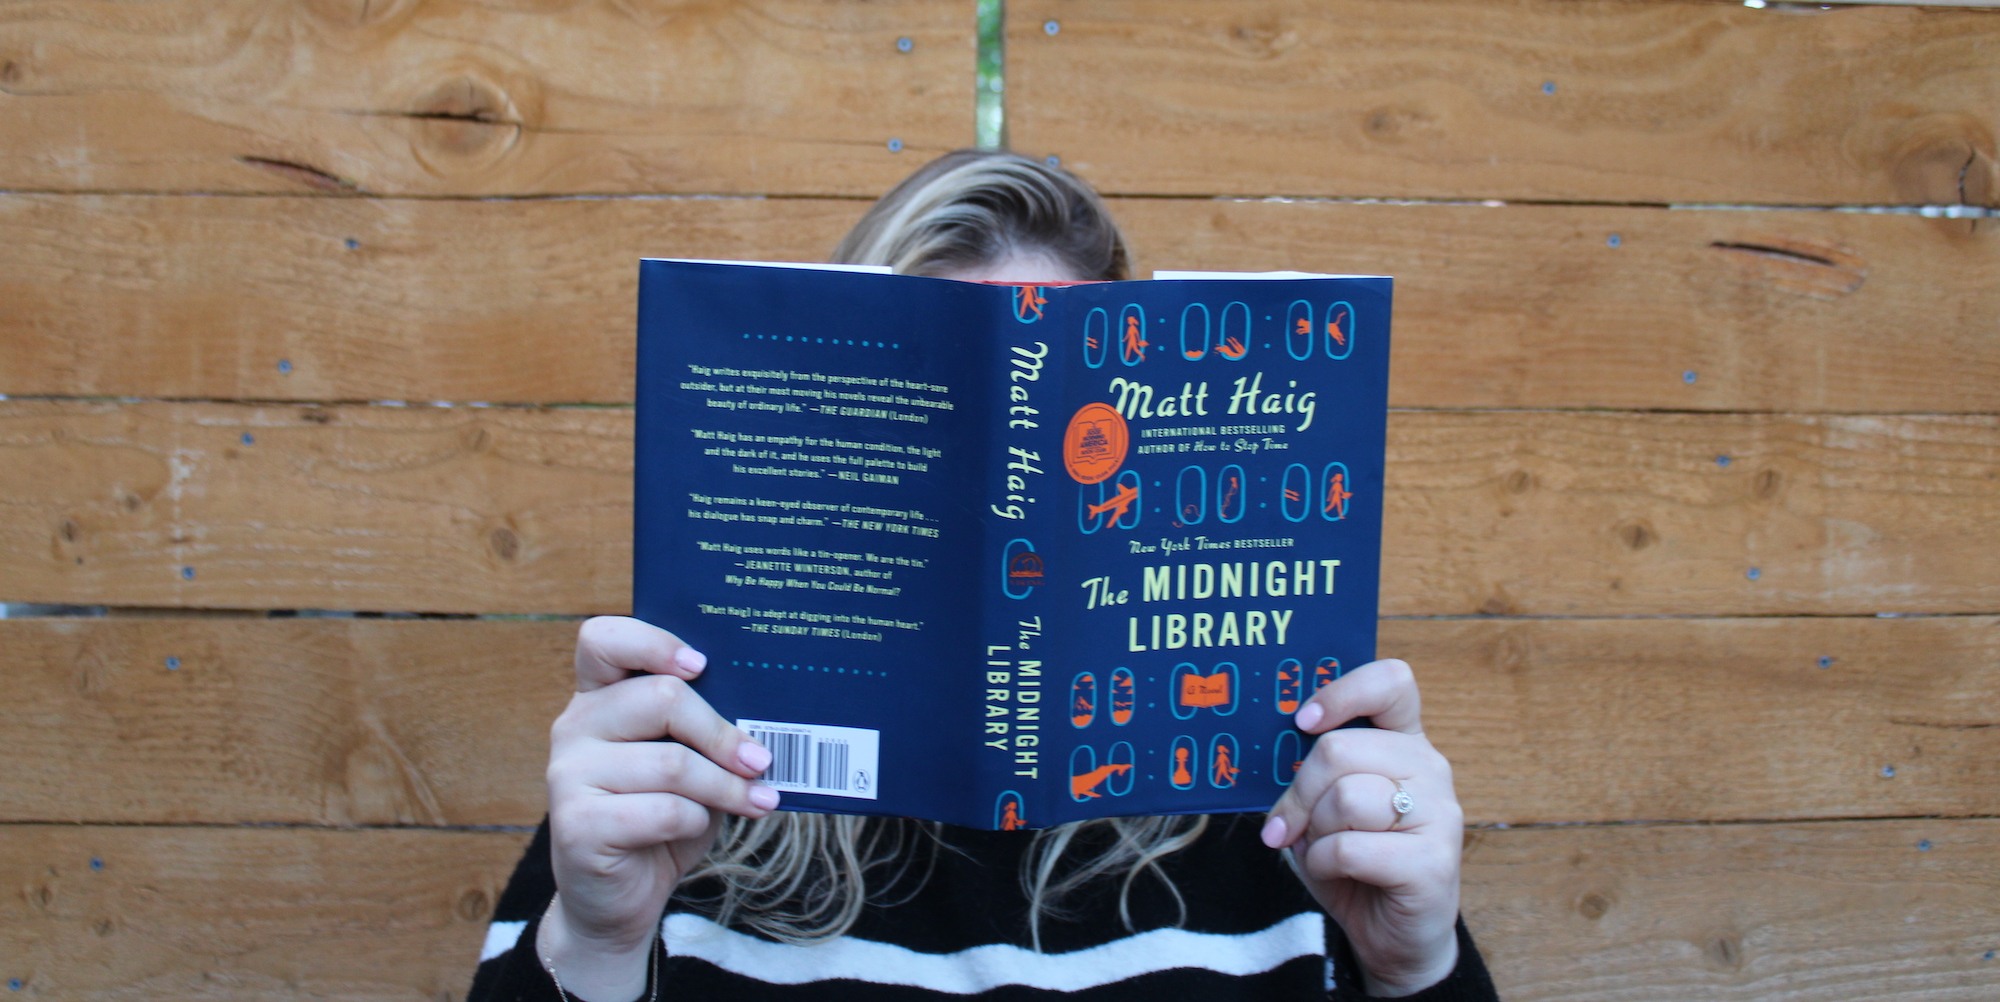 "Haig writes exquisitely from the perspective of the heart-sore
outsider, but at their most moving his novels reveal the unbearable
beauty of ordinary life." —THE GUARDIAN (London)
"Matt Haig has an empathy for the human condition, the light
and the dark of it, and he uses the full palette to build
his excellent stories." —NEIL GAIMAN
"Haig remains a keen-eyed observer of contemporary life....
his dialogue has snap and charm." —THE NEW YORK TIMES
"Matt Haig uses words like a tin-opener. We are the tin."
—JEANETTE WINTERSON, author of
Why Be Happy When You Could Be Normal?
"[Matt Haig] is adept at digging into the human heart."
—THE SUNDAY TIMES (London)
Matt Haig
The MIDNIGHT
LIBRARY
Matt Haig
INTERNATIONAL BESTSELLING
AUTHOR OF How to Stop Time
GOOD
MORNING
AMERICA
BOOK CLUB
New York Times BESTSELLER
The MIDNIGHT
LIBRARY
A Novel